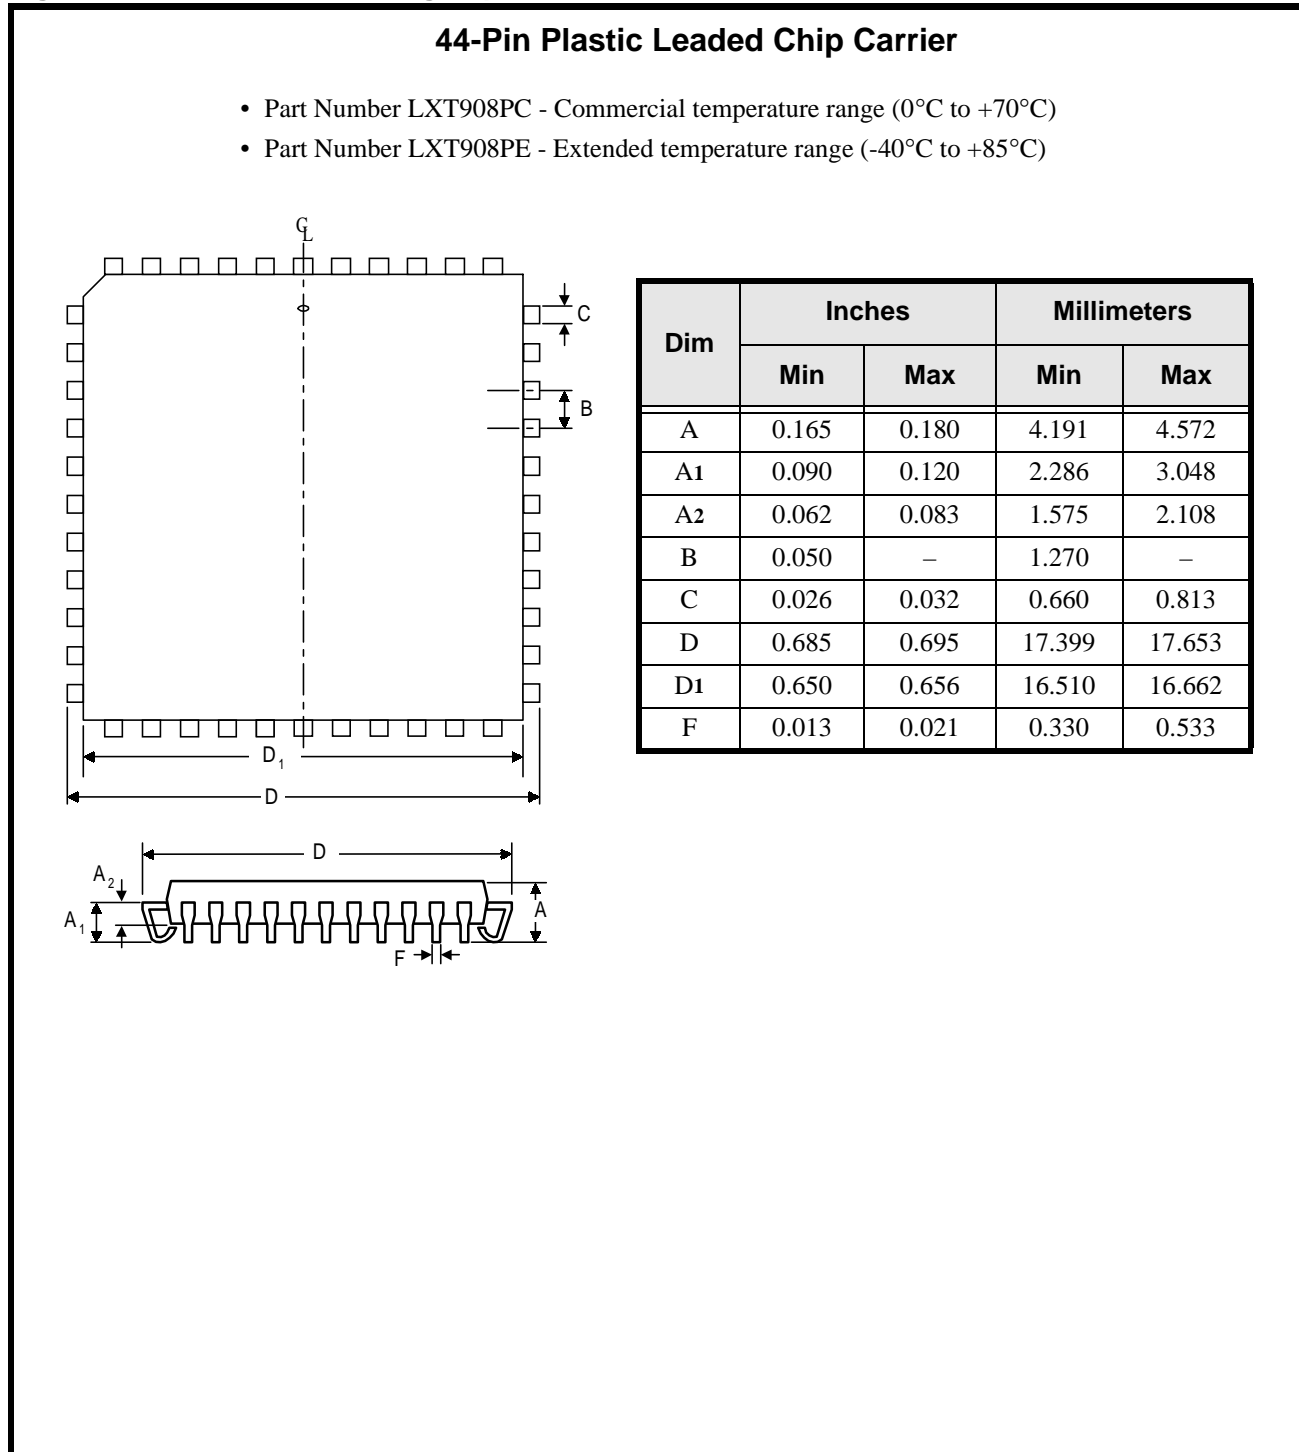 44-Pin Plastic Leaded Chip Carrier
• Part Number LXT908PC - Commercial temperature range (0°C to +70°C)
• Part Number LXT908PE - Extended temperature range (-40°C to +85°C)
CL
C
B
D1
D
D
A2
A1
A
F
Dim Inches Millimeters
Min Max Min Max
A 0.165 0.180 4.191 4.572
A1 0.090 0.120 2.286 3.048
A2 0.062 0.083 1.575 2.108
B 0.050 – 1.270 –
C 0.026 0.032 0.660 0.813
D 0.685 0.695 17.399 17.653
D1 0.650 0.656 16.510 16.662
F 0.013 0.021 0.330 0.533